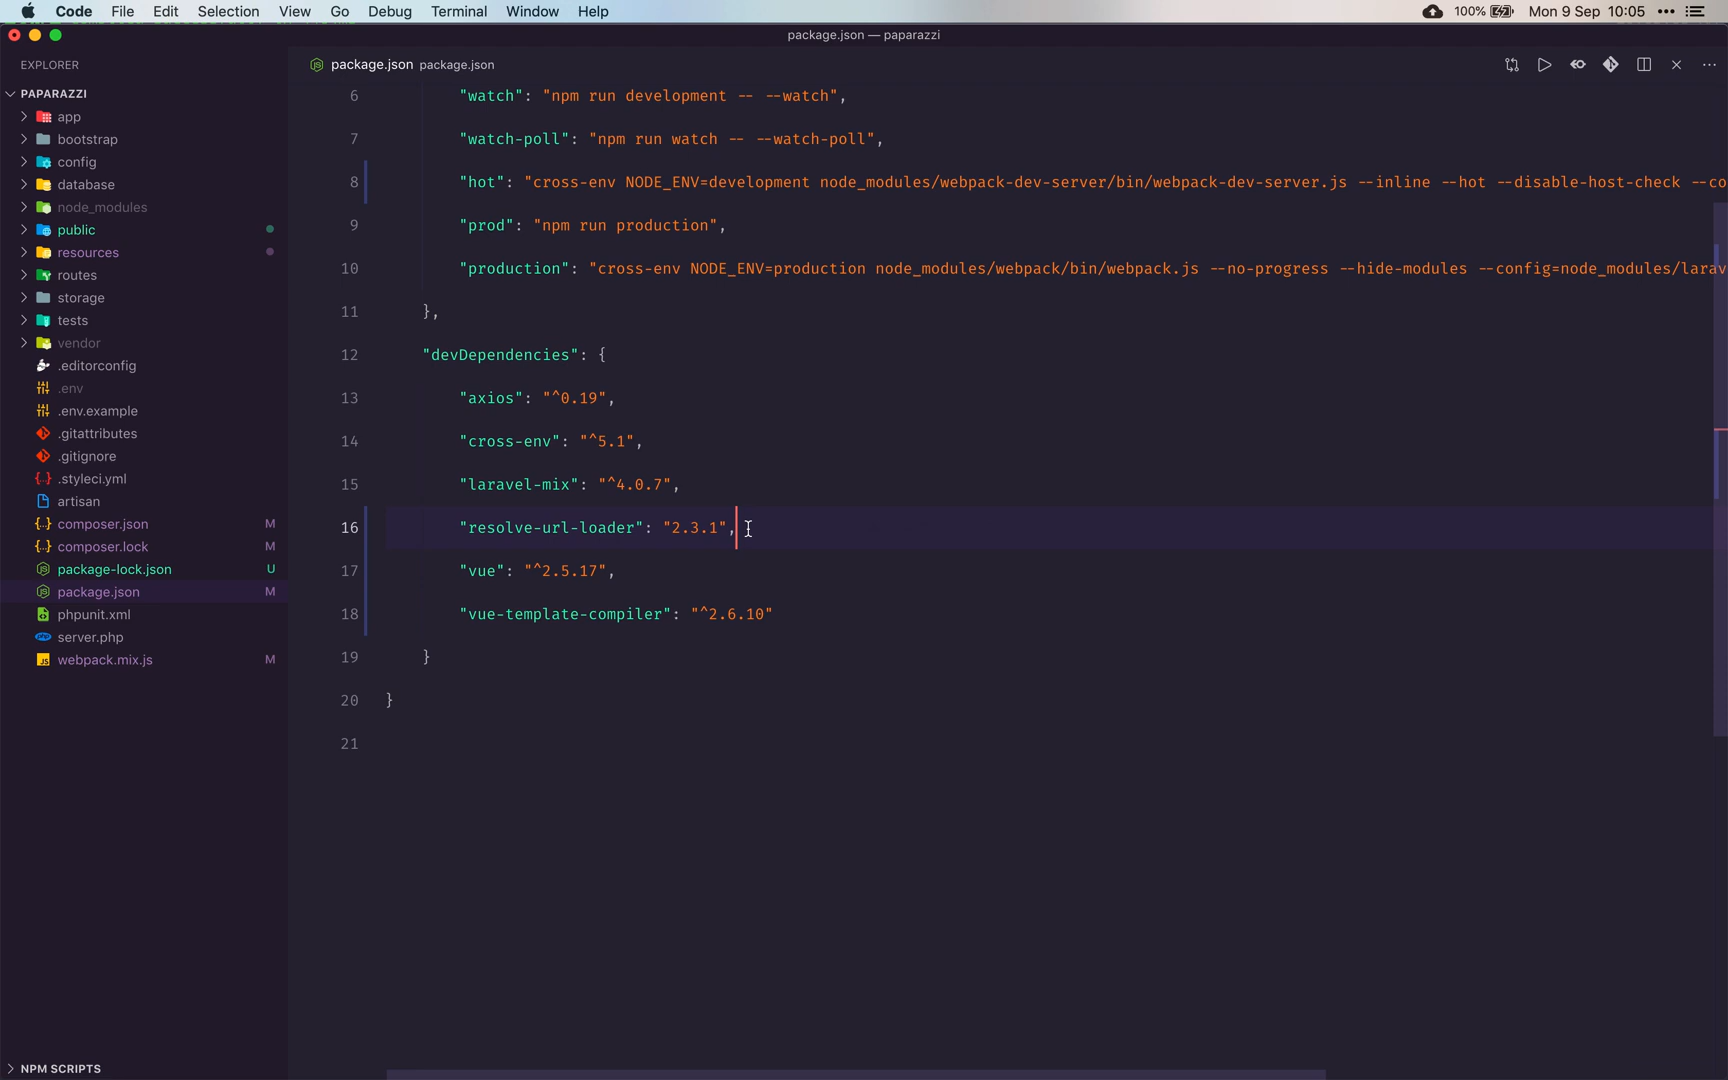 Code File Edit Selection View Go Debug Terminal Window Help 100% Mon 9 Sep 10:05
package.json — paparazzi
EXPLORER
package.json package.json
PAPARAZZI
app
bootstrap
config
database
node_modules
public
resources
routes
storage
tests
vendor
.editorconfig
.env
.env.example
.gitattributes
.gitignore
.styleci.yml
artisan
composer.json M
composer.lock M
package-lock.json U
package.json M
phpunit.xml
server.php
webpack.mix.js M
NPM SCRIPTS
6 "watch": "npm run development -- --watch",
7 "watch-poll": "npm run watch -- --watch-poll",
8 "hot": "cross-env NODE_ENV=development node_modules/webpack-dev-server/bin/webpack-dev-server.js --inline --hot --disable-host-check --co
9 "prod": "npm run production",
10 "production": "cross-env NODE_ENV=production node_modules/webpack/bin/webpack.js --no-progress --hide-modules --config=node_modules/larav
11 },
12 "devDependencies": {
13 "axios": "^0.19",
14 "cross-env": "^5.1",
15 "laravel-mix": "^4.0.7",
16 "resolve-url-loader": "2.3.1",
17 "vue": "^2.5.17",
18 "vue-template-compiler": "^2.6.10"
19 }
20 }
21